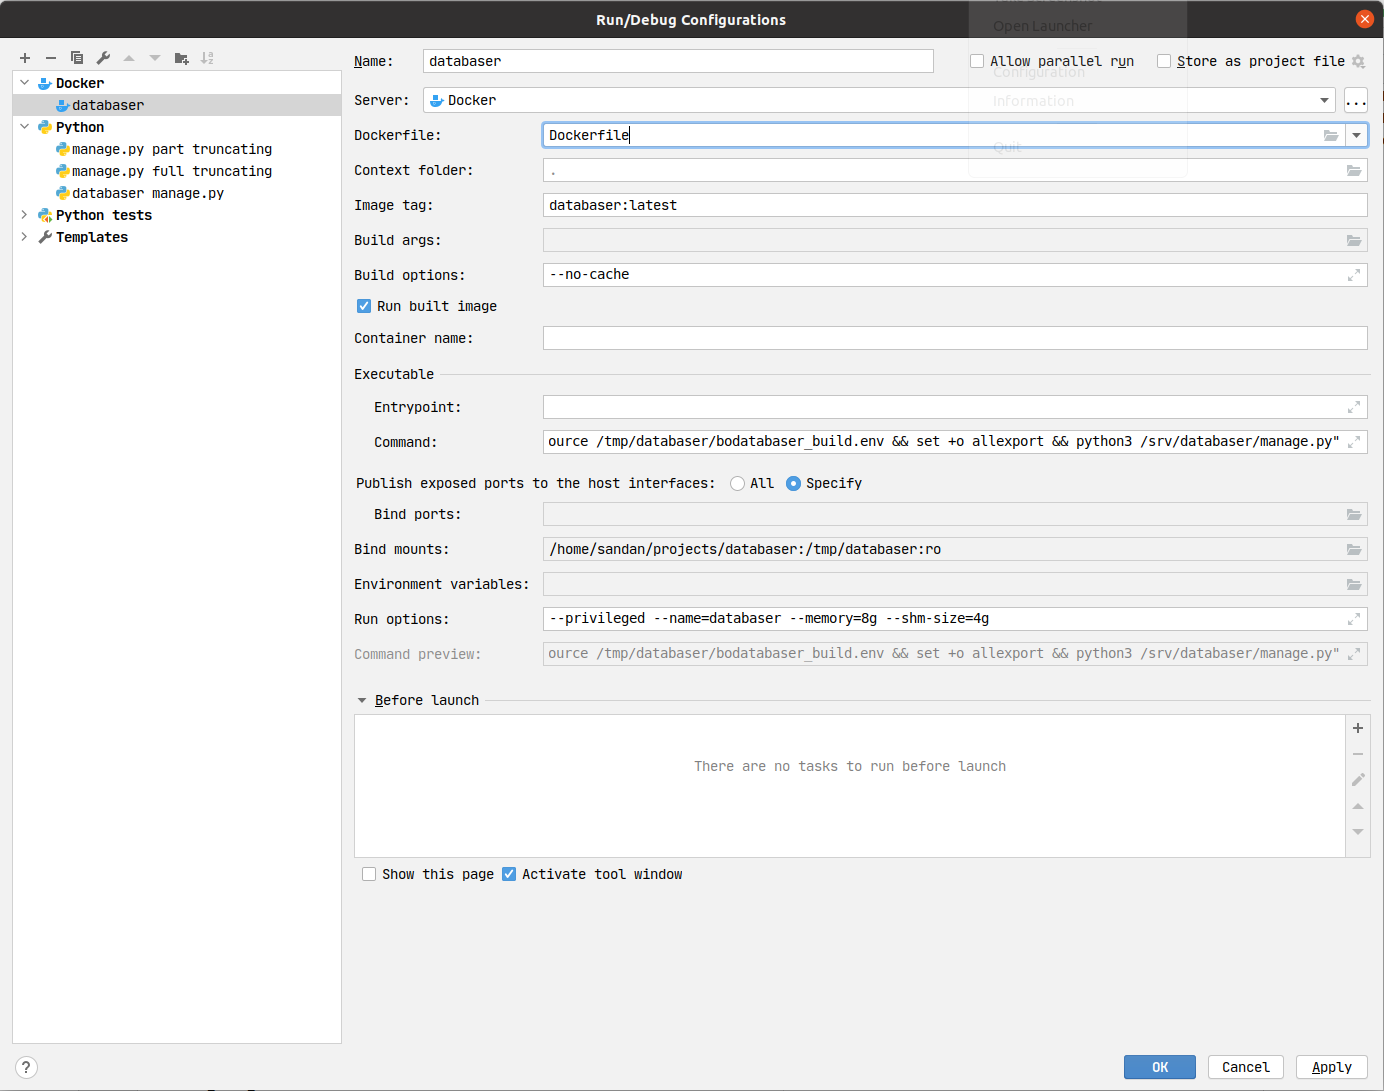 Run/Debug Configurations
Open Launcher
Configuration
Information
Quit
Docker
databaser
Python
manage.py part truncating
manage.py full truncating
databaser manage.py
Python tests
Templates
Name: databaser Allow parallel run Store as project file
Server: Docker ...
Dockerfile: Dockerfile
Context folder: .
Image tag: databaser:latest
Build args:
Build options: --no-cache
Run built image
Container name:
Executable
Entrypoint:
Command: ource /tmp/databaser/bodatabaser_build.env && set +o allexport && python3 /srv/databaser/manage.py"
Publish exposed ports to the host interfaces: All Specify
Bind ports:
Bind mounts: /home/sandan/projects/databaser:/tmp/databaser:ro
Environment variables:
Run options: --privileged --name=databaser --memory=8g --shm-size=4g
Command preview: ource /tmp/databaser/bodatabaser_build.env && set +o allexport && python3 /srv/databaser/manage.py"
Before launch
There are no tasks to run before launch
Show this page Activate tool window
? OK Cancel Apply